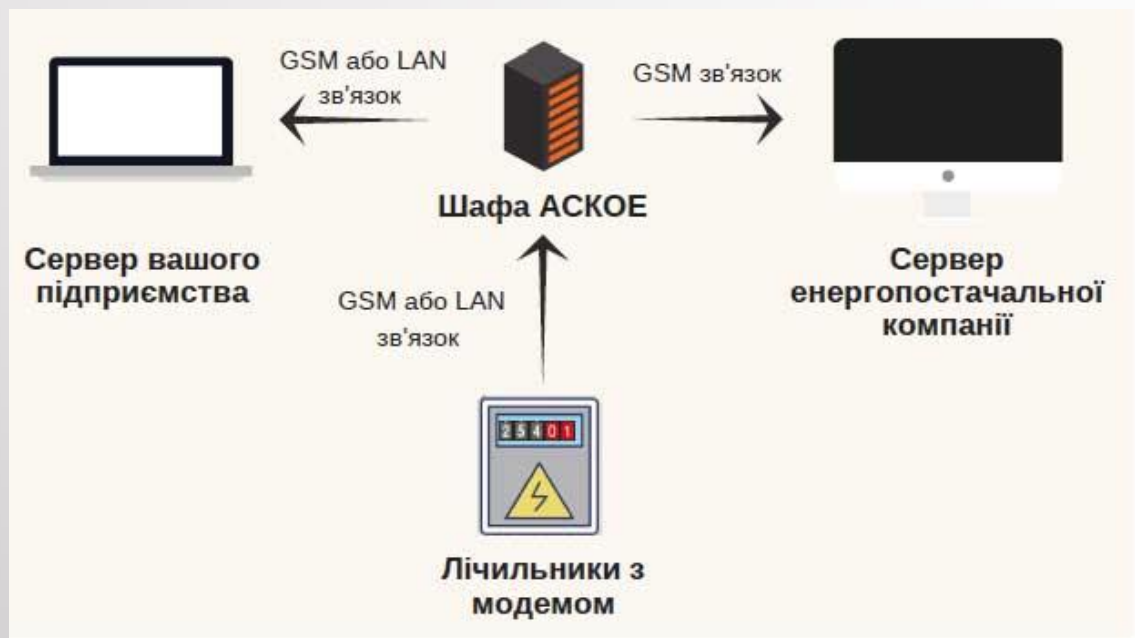 GSM або LAN
зв'язок
GSM зв'язок
Шафа АСКОЕ
Сервер вашого
підприємства
Сервер
енергопостачальної
компанії
GSM або LAN
зв'язок
25401
Лічильники з
модемом